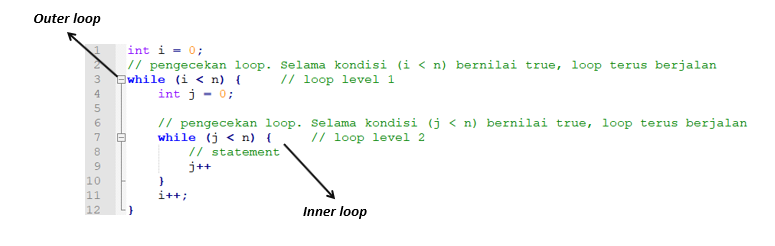 Outer loop
1 int i = 0;
2 // pengecekan loop. Selama kondisi (i < n) bernilai true, loop terus berjalan
3 while (i < n) { // loop level 1
4 int j = 0;
5
6 // pengecekan loop. Selama kondisi (j < n) bernilai true, loop terus berjalan
7 while (j < n) { // loop level 2
8 // statement
9 j++
10 }
11 i++;
12 }
Inner loop